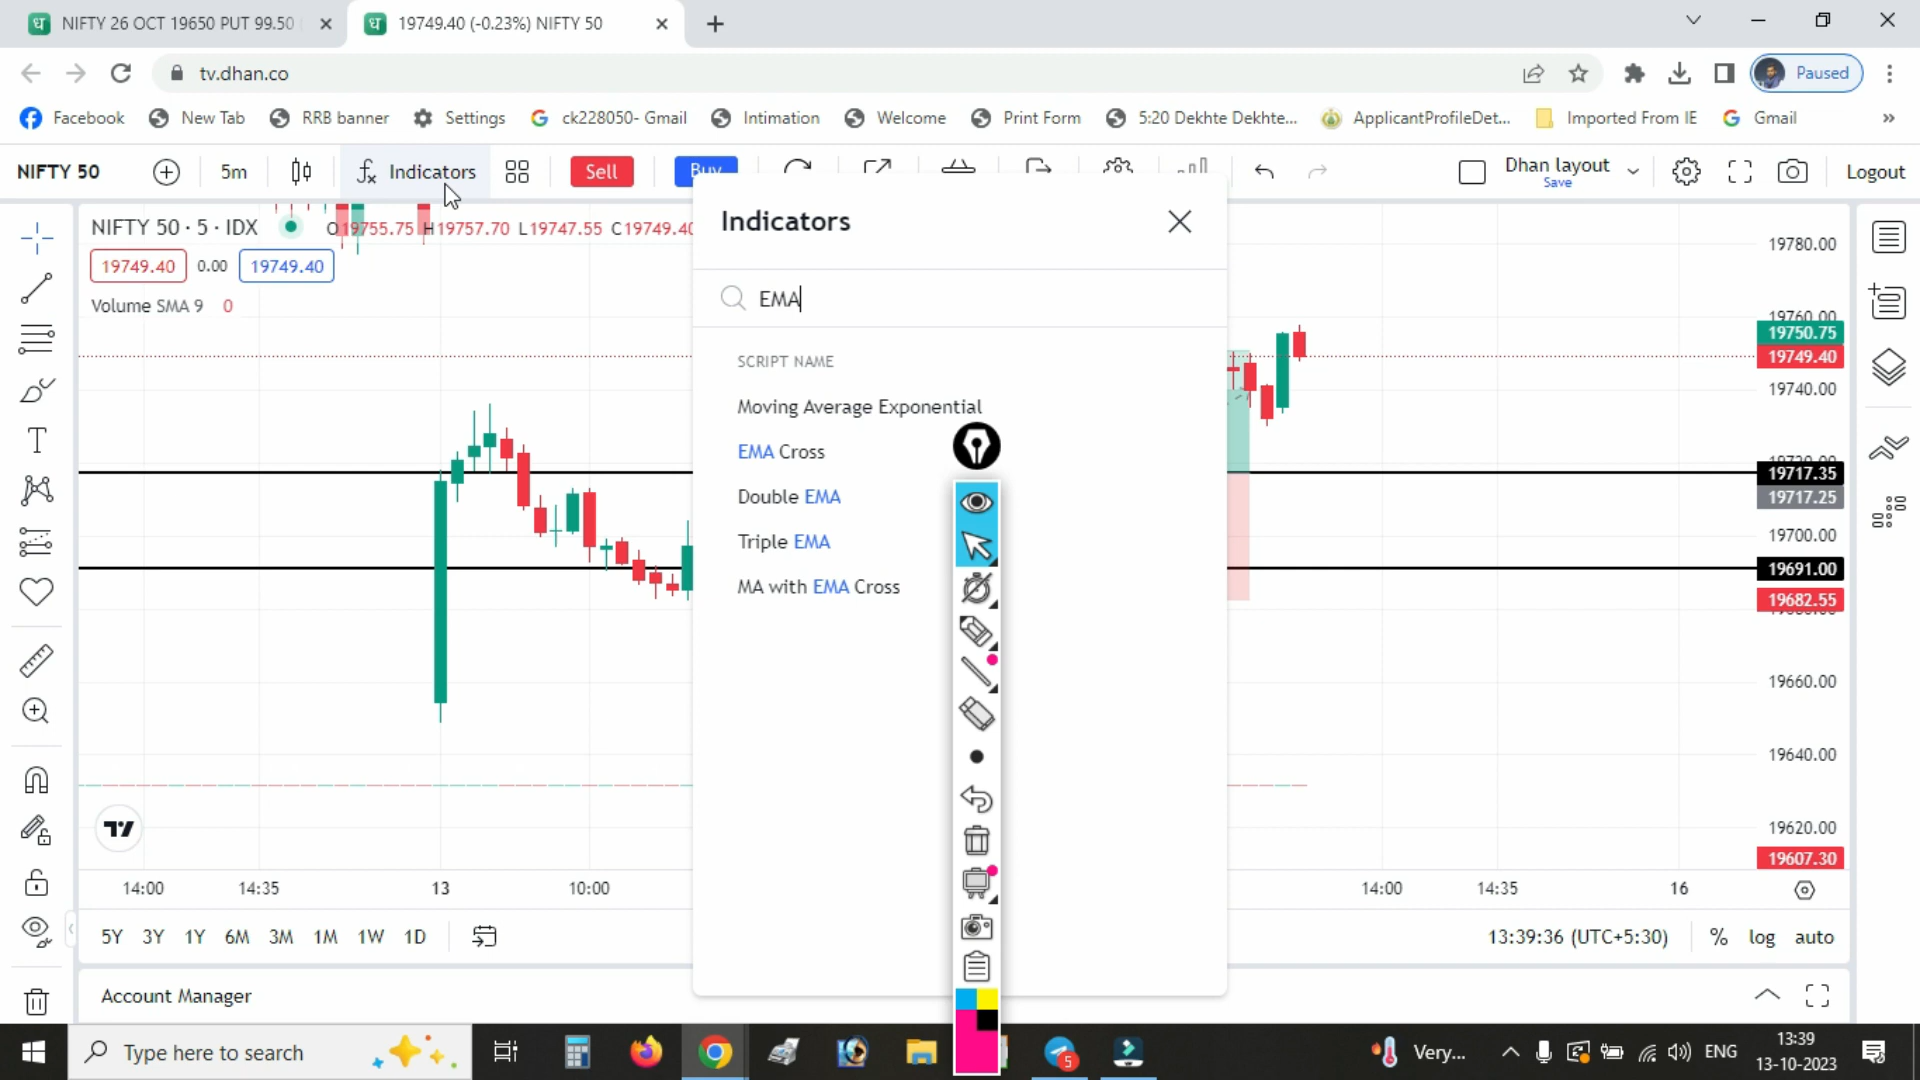 NIFTY 26 OCT 19650 PUT 99.50
19749.40 (-0.23%) NIFTY 50
tv.dhan.co
Paused
Facebook
New Tab
RRB banner
Settings
ck228050- Gmail
Intimation
Welcome
Print Form
5:20 Dekhte Dekhte...
ApplicantProfileDet...
Imported From IE
Gmail
NIFTY 50
5m
Indicators
Sell
Buy
Dhan layout
Save
Logout
NIFTY 50 · 5 · IDX
O19755.75 H19757.70 L19747.55 C19749.40
19749.40
0.00
19749.40
Volume SMA 9 0
Indicators
EMA
SCRIPT NAME
Moving Average Exponential
EMA Cross
Double EMA
Triple EMA
MA with EMA Cross
19780.00
19760.00
19750.75
19749.40
19740.00
19717.35
19717.25
19700.00
19691.00
19682.55
19660.00
19640.00
19620.00
19607.30
14:00
14:35
13
10:00
14:00
14:35
16
5Y 3Y 1Y 6M 3M 1M 1W 1D
13:39:36 (UTC+5:30)
% log auto
Account Manager
Type here to search
5
Very...
ENG
13:39
13-10-2023